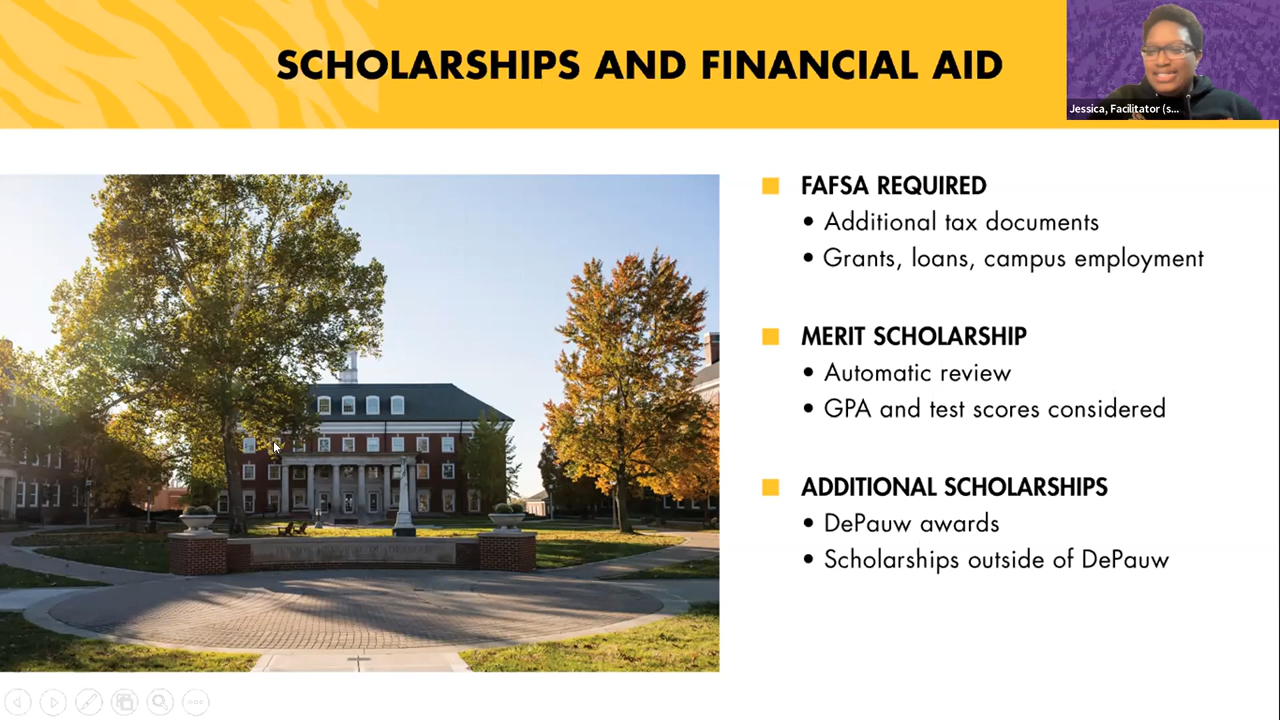 SCHOLARSHIPS AND FINANCIAL AID
Jessica, Facilitator (s...
FAFSA REQUIRED
• Additional tax documents
• Grants, loans, campus employment
MERIT SCHOLARSHIP
• Automatic review
• GPA and test scores considered
ADDITIONAL SCHOLARSHIPS
• DePauw awards
• Scholarships outside of DePauw